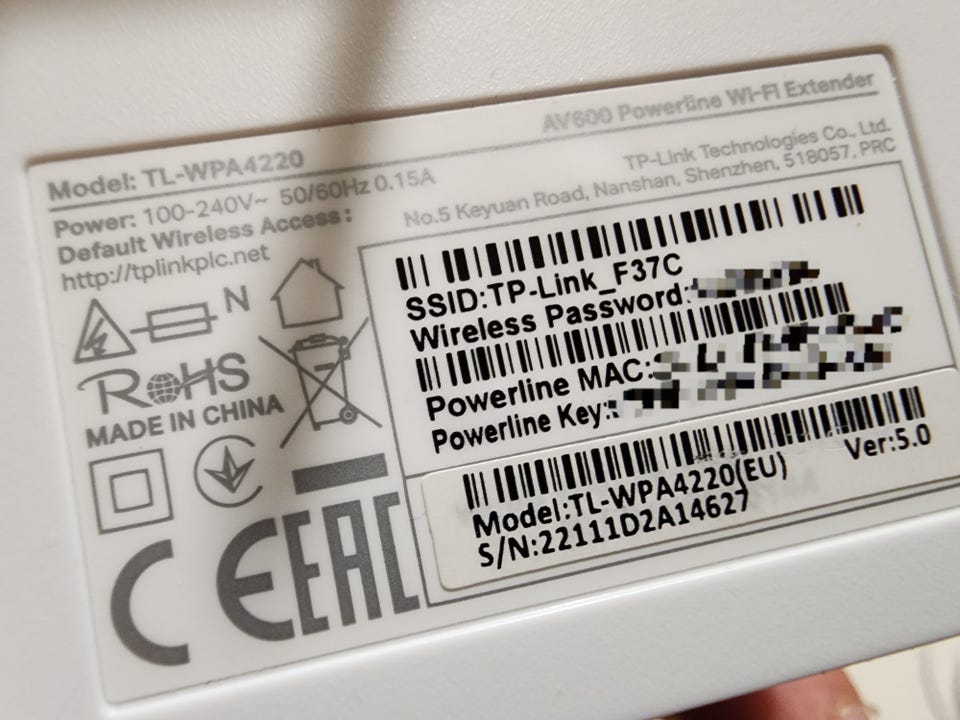 AV600 Powerline Wi-Fi Extender
Model: TL-WPA4220
TP-Link Technologies Co., Ltd.
Power: 100-240V~ 50/60Hz 0.15A
No.5 Keyuan Road, Nanshan, Shenzhen, 518057, PRC
Default Wireless Access:
http://tplinkplc.net
N
RoHS
MADE IN CHINA
CE EAC
SSID:TP-Link_F37C
Wireless Password:
Powerline MAC:
Powerline Key:
Model:TL-WPA4220(EU) Ver:5.0
S/N:22111D2A14627